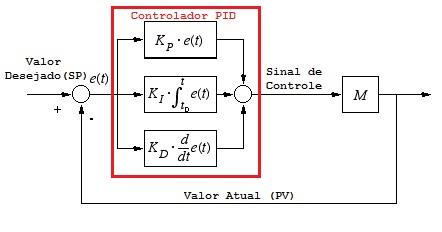 Controlador PID
K_P · e(t)
Valor
Desejado(SP) e(t)
Sinal de
Controle
K_I · ∫_{t_0}^{t} e(t)
M
+
-
K_D · d/dt e(t)
Valor Atual (PV)